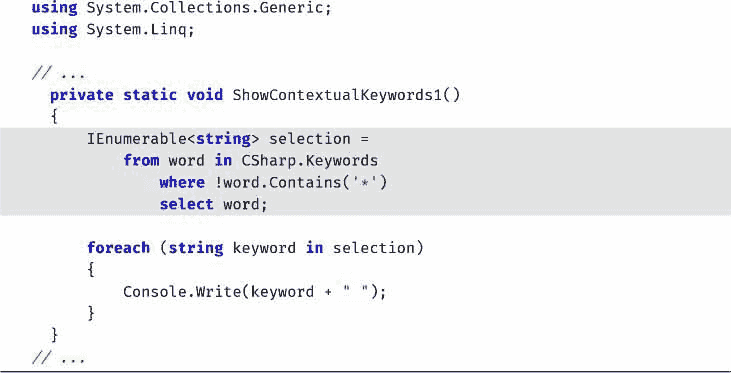 using System.Collections.Generic;
using System.Linq;
// ...
private static void ShowContextualKeywords1()
{
IEnumerable<string> selection =
from word in CSharp.Keywords
where !word.Contains('*')
select word;
foreach (string keyword in selection)
{
Console.Write(keyword + " ");
}
}
// ...